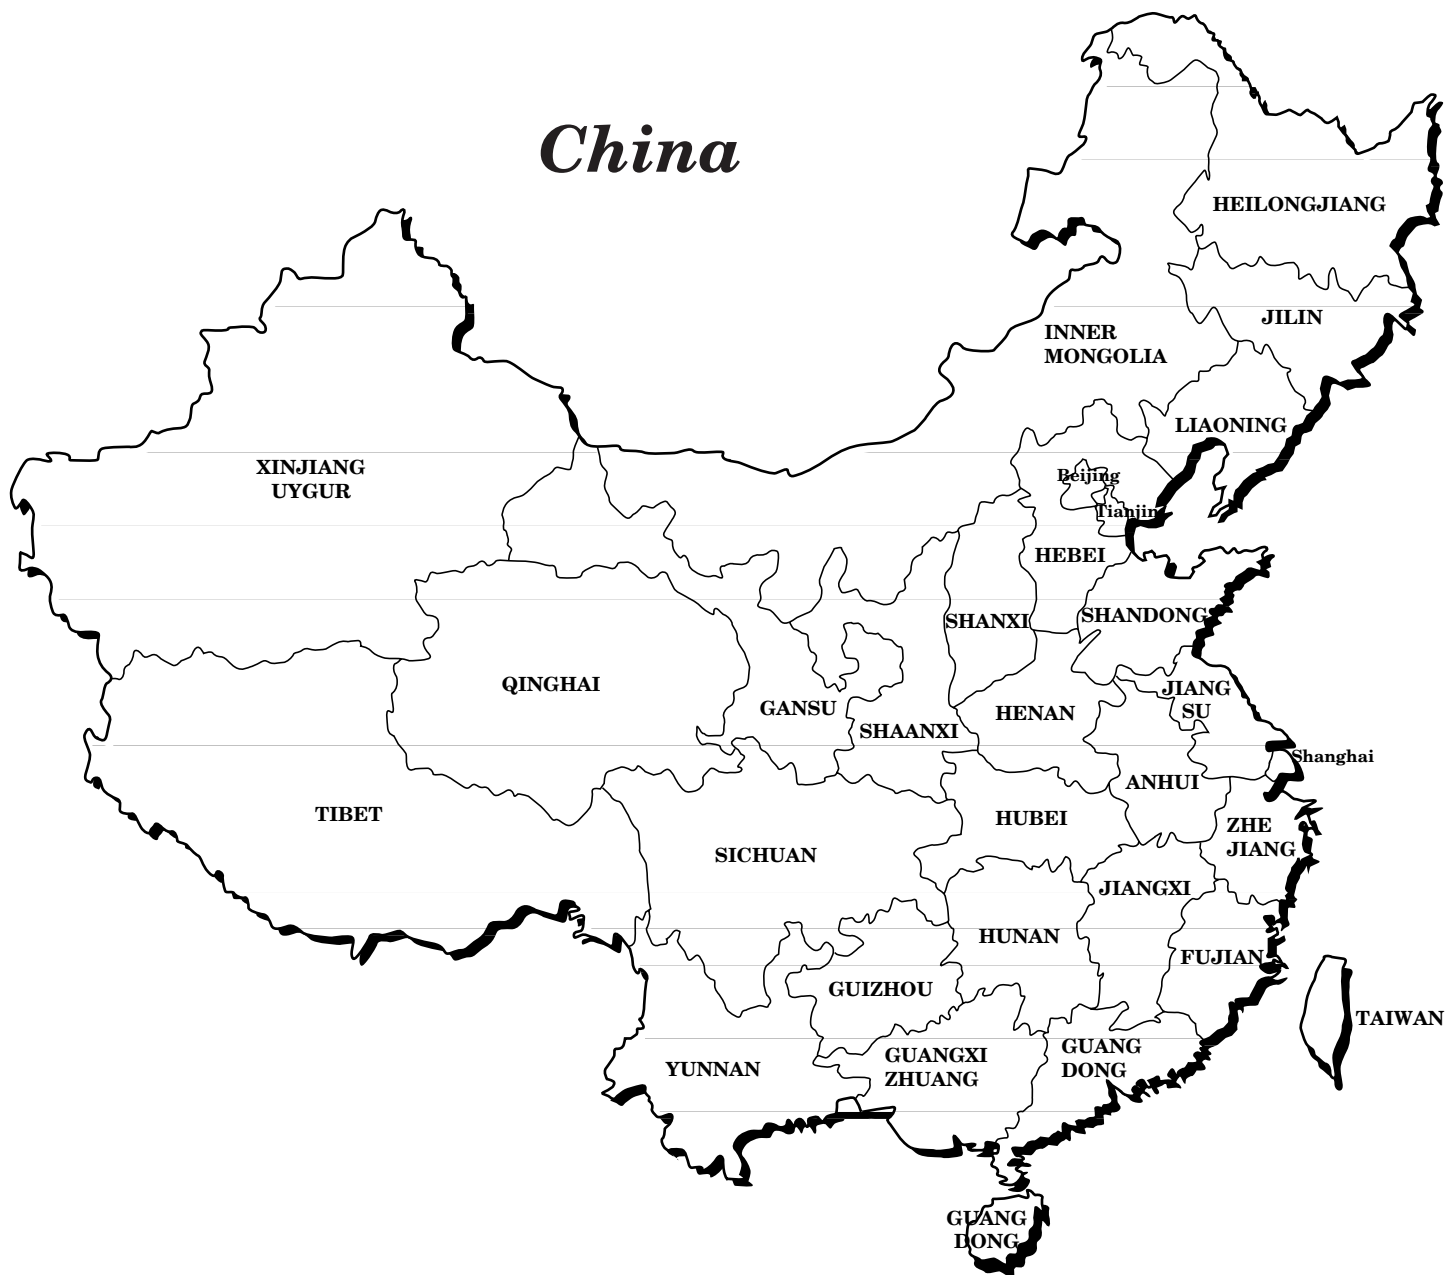 China
HEILONGJIANG
JILIN
INNER
MONGOLIA
LIAONING
XINJIANG
UYGUR
Beijing
Tianjin
HEBEI
SHANXI
SHANDONG
QINGHAI
GANSU
SHAANXI
HENAN
JIANG
SU
Shanghai
ANHUI
TIBET
HUBEI
ZHE
JIANG
SICHUAN
JIANGXI
HUNAN
FUJIAN
GUIZHOU
TAIWAN
YUNNAN
GUANGXI
ZHUANG
GUANG
DONG
GUANG
DONG